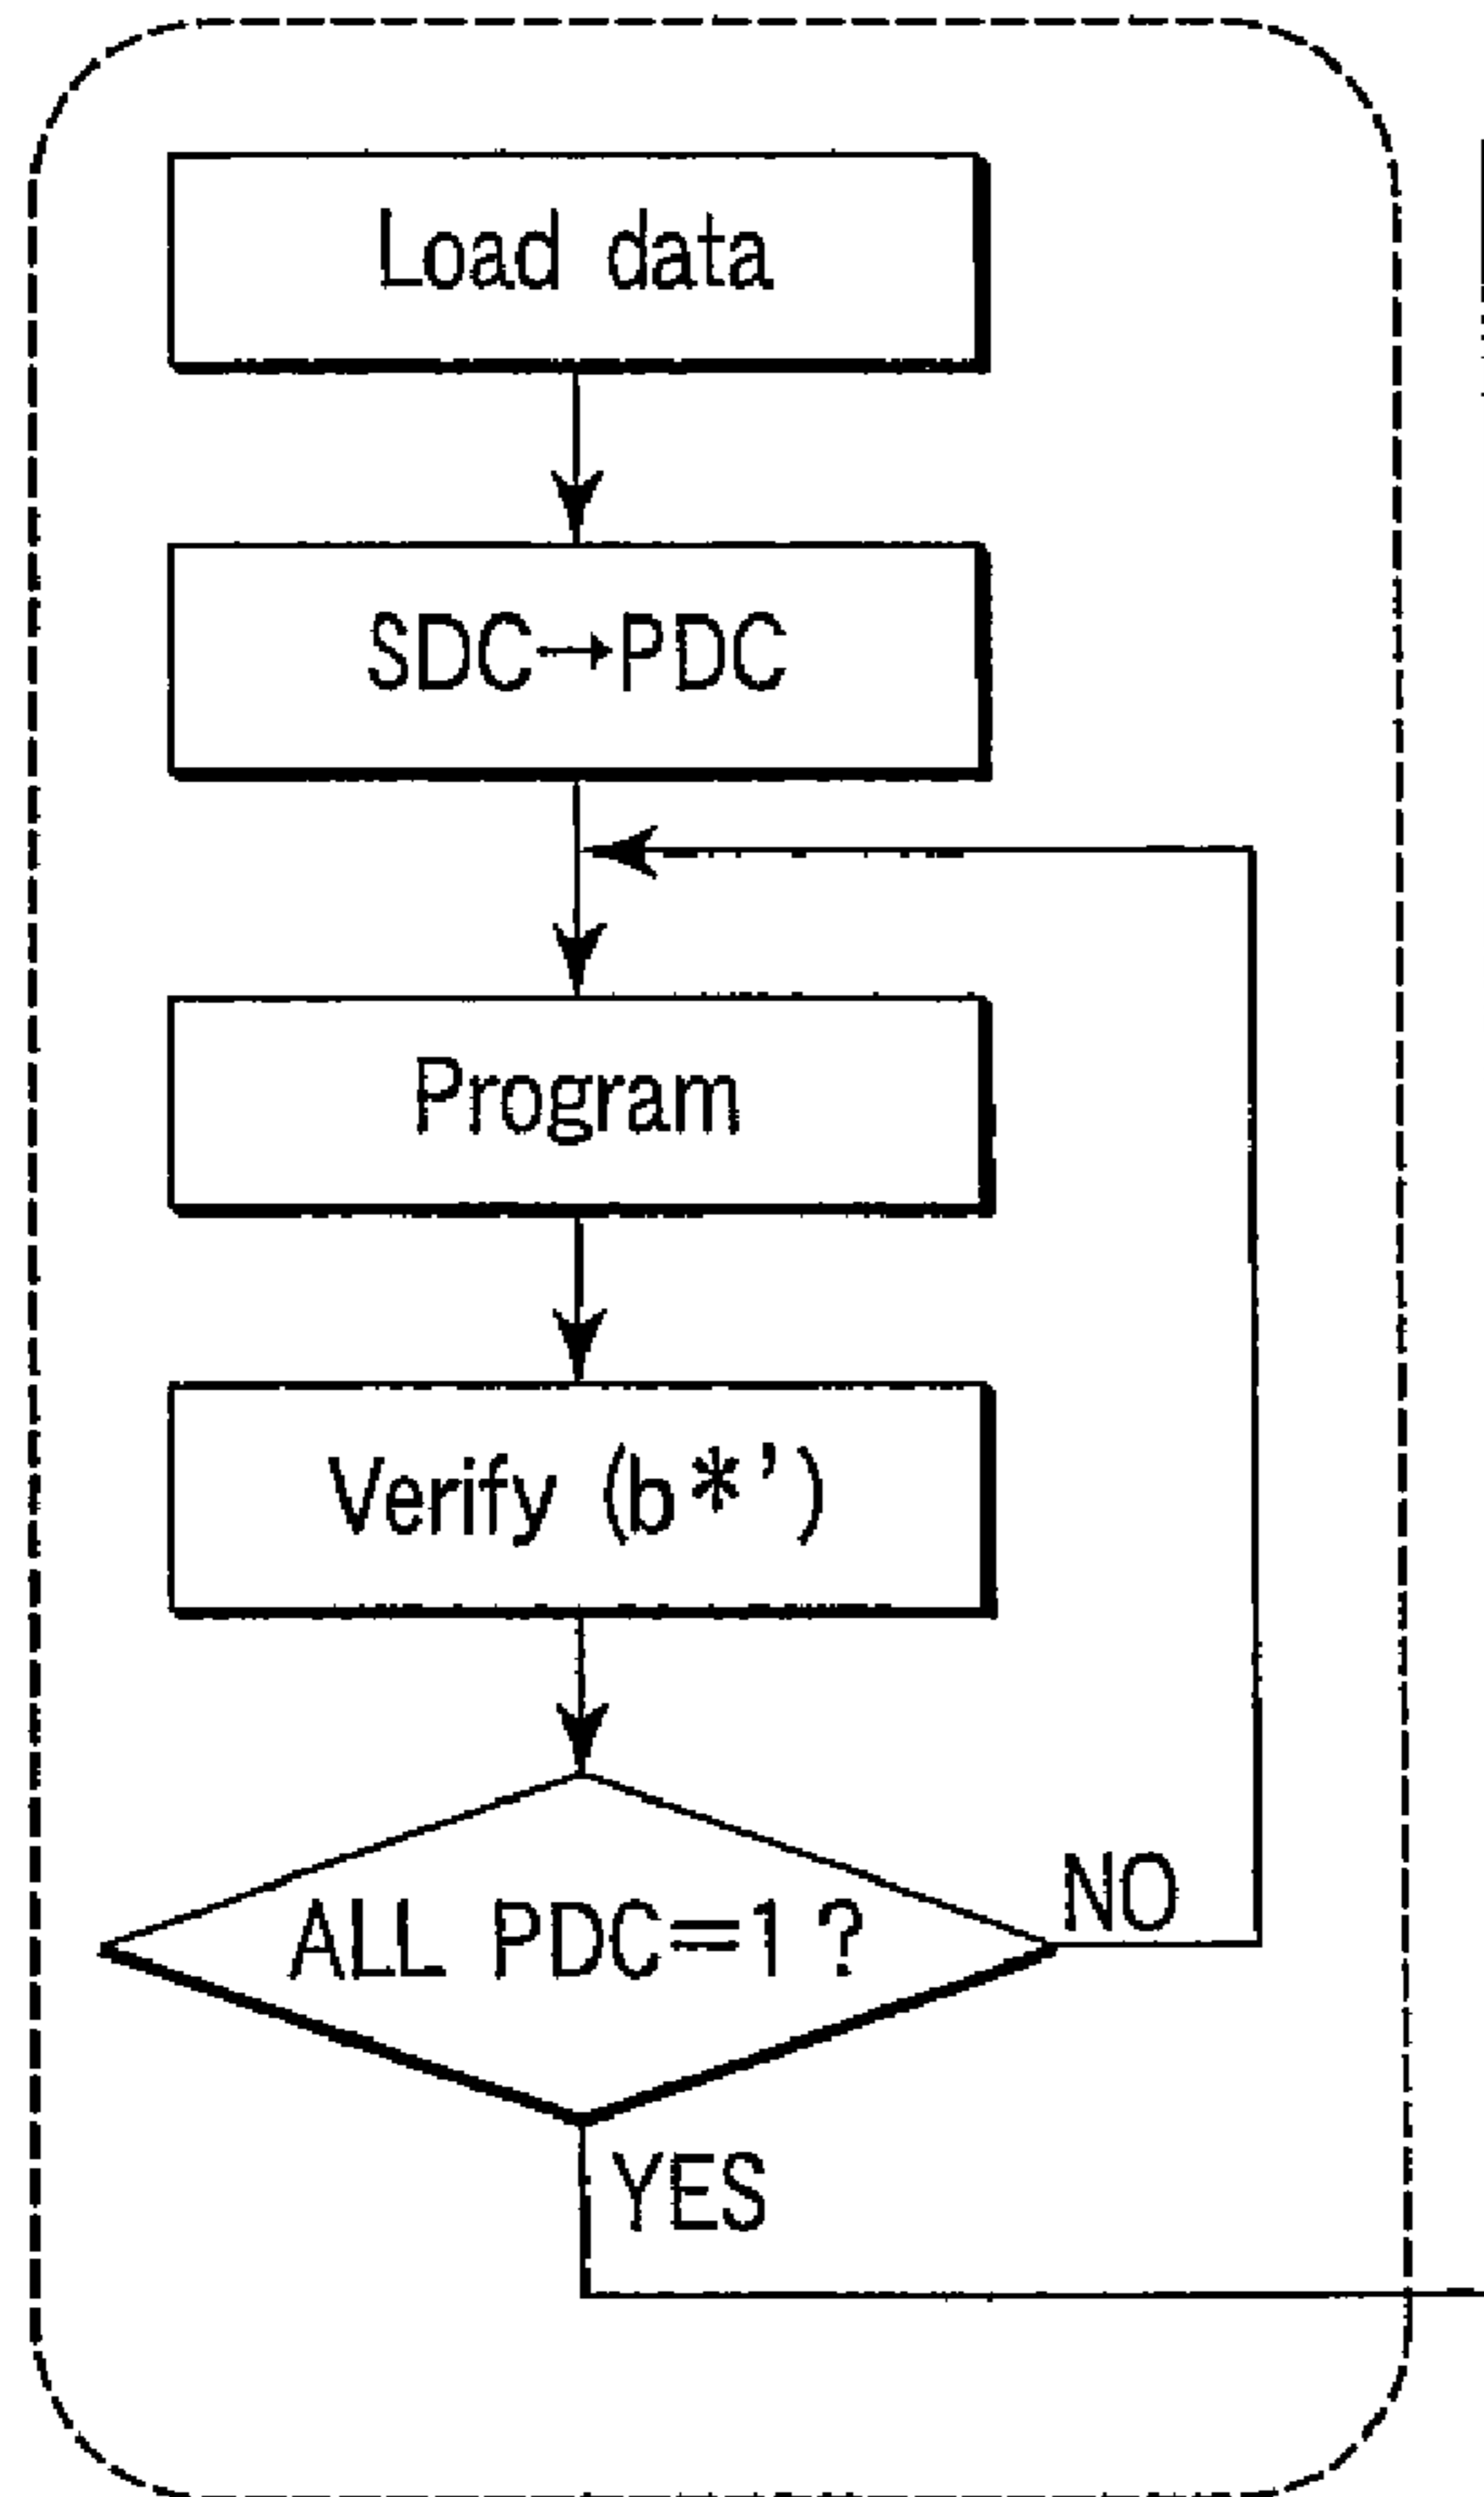 Load data
SDC→PDC
Program
Verify (b*’)
ALL PDC=1 ?
NO
YES